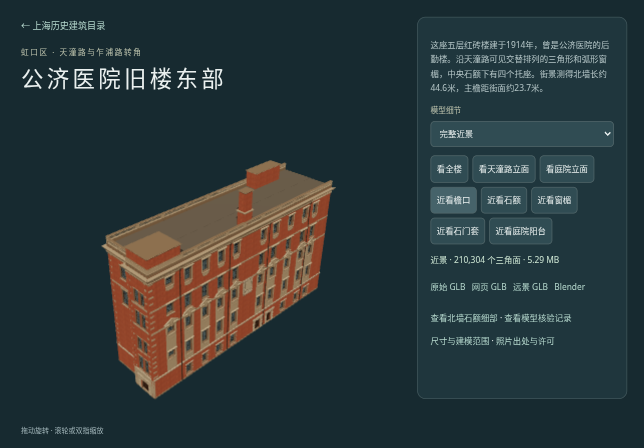 ← 上海历史建筑目录
虹口区 · 天潼路与乍浦路转角
公济医院旧楼东部
这座五层红砖楼建于1914年，曾是公济医院的后
勤楼。沿天潼路可见交替排列的三角形和弧形窗
楣，中央石额下有四个托座。街景测得北墙长约
44.6米，主檐距街面约23.7米。
模型细节
完整近景
看全楼 看天潼路立面 看庭院立面
近看檐口 近看石额 近看窗楣
近看石门套 近看庭院阳台
近景 · 210,304 个三角面 · 5.29 MB
原始 GLB 网页 GLB 远景 GLB Blender
查看北墙石额细部 · 查看模型核验记录
尺寸与建模范围 · 照片出处与许可
拖动旋转 · 滚轮或双指缩放